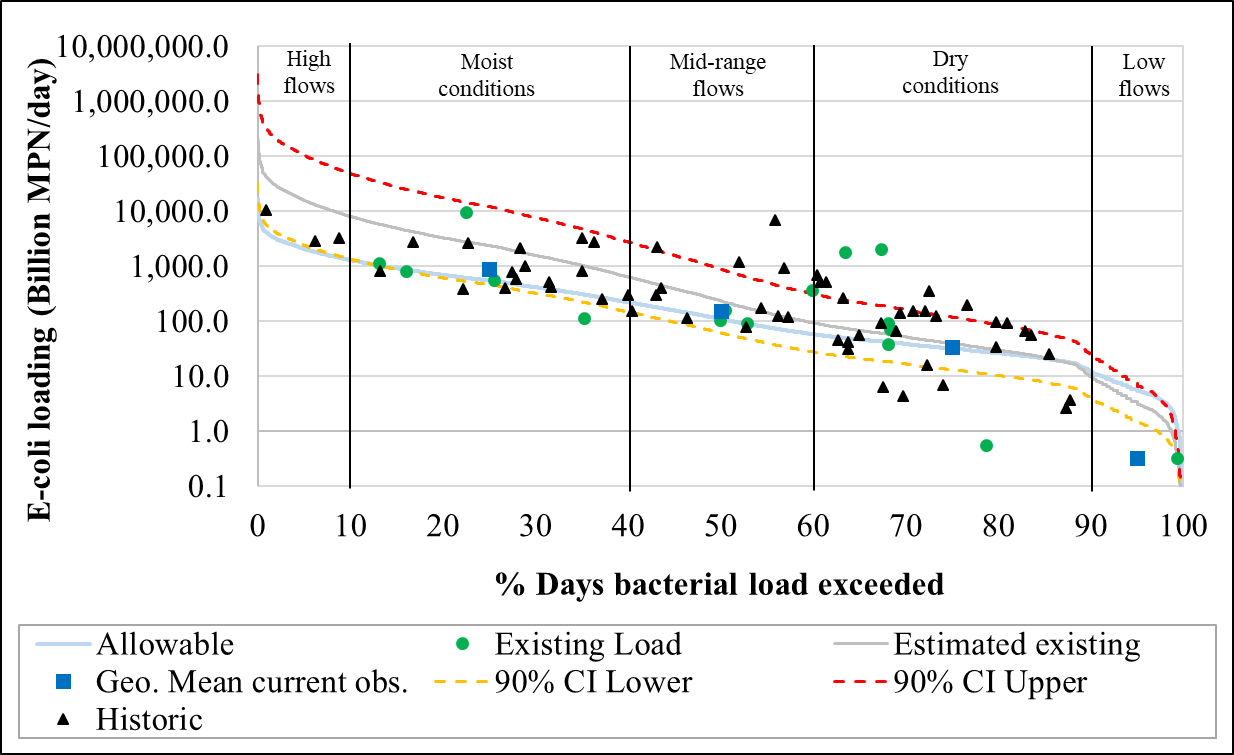 E-coli loading (Billion MPN/day)
10,000,000.0
1,000,000.0
100,000.0
10,000.0
1,000.0
100.0
10.0
1.0
0.1
High
flows
Moist
conditions
Mid-range
flows
Dry
conditions
Low
flows
0 10 20 30 40 50 60 70 80 90 100
% Days bacterial load exceeded
Allowable Existing Load Estimated existing
Geo. Mean current obs. 90% CI Lower 90% CI Upper
Historic